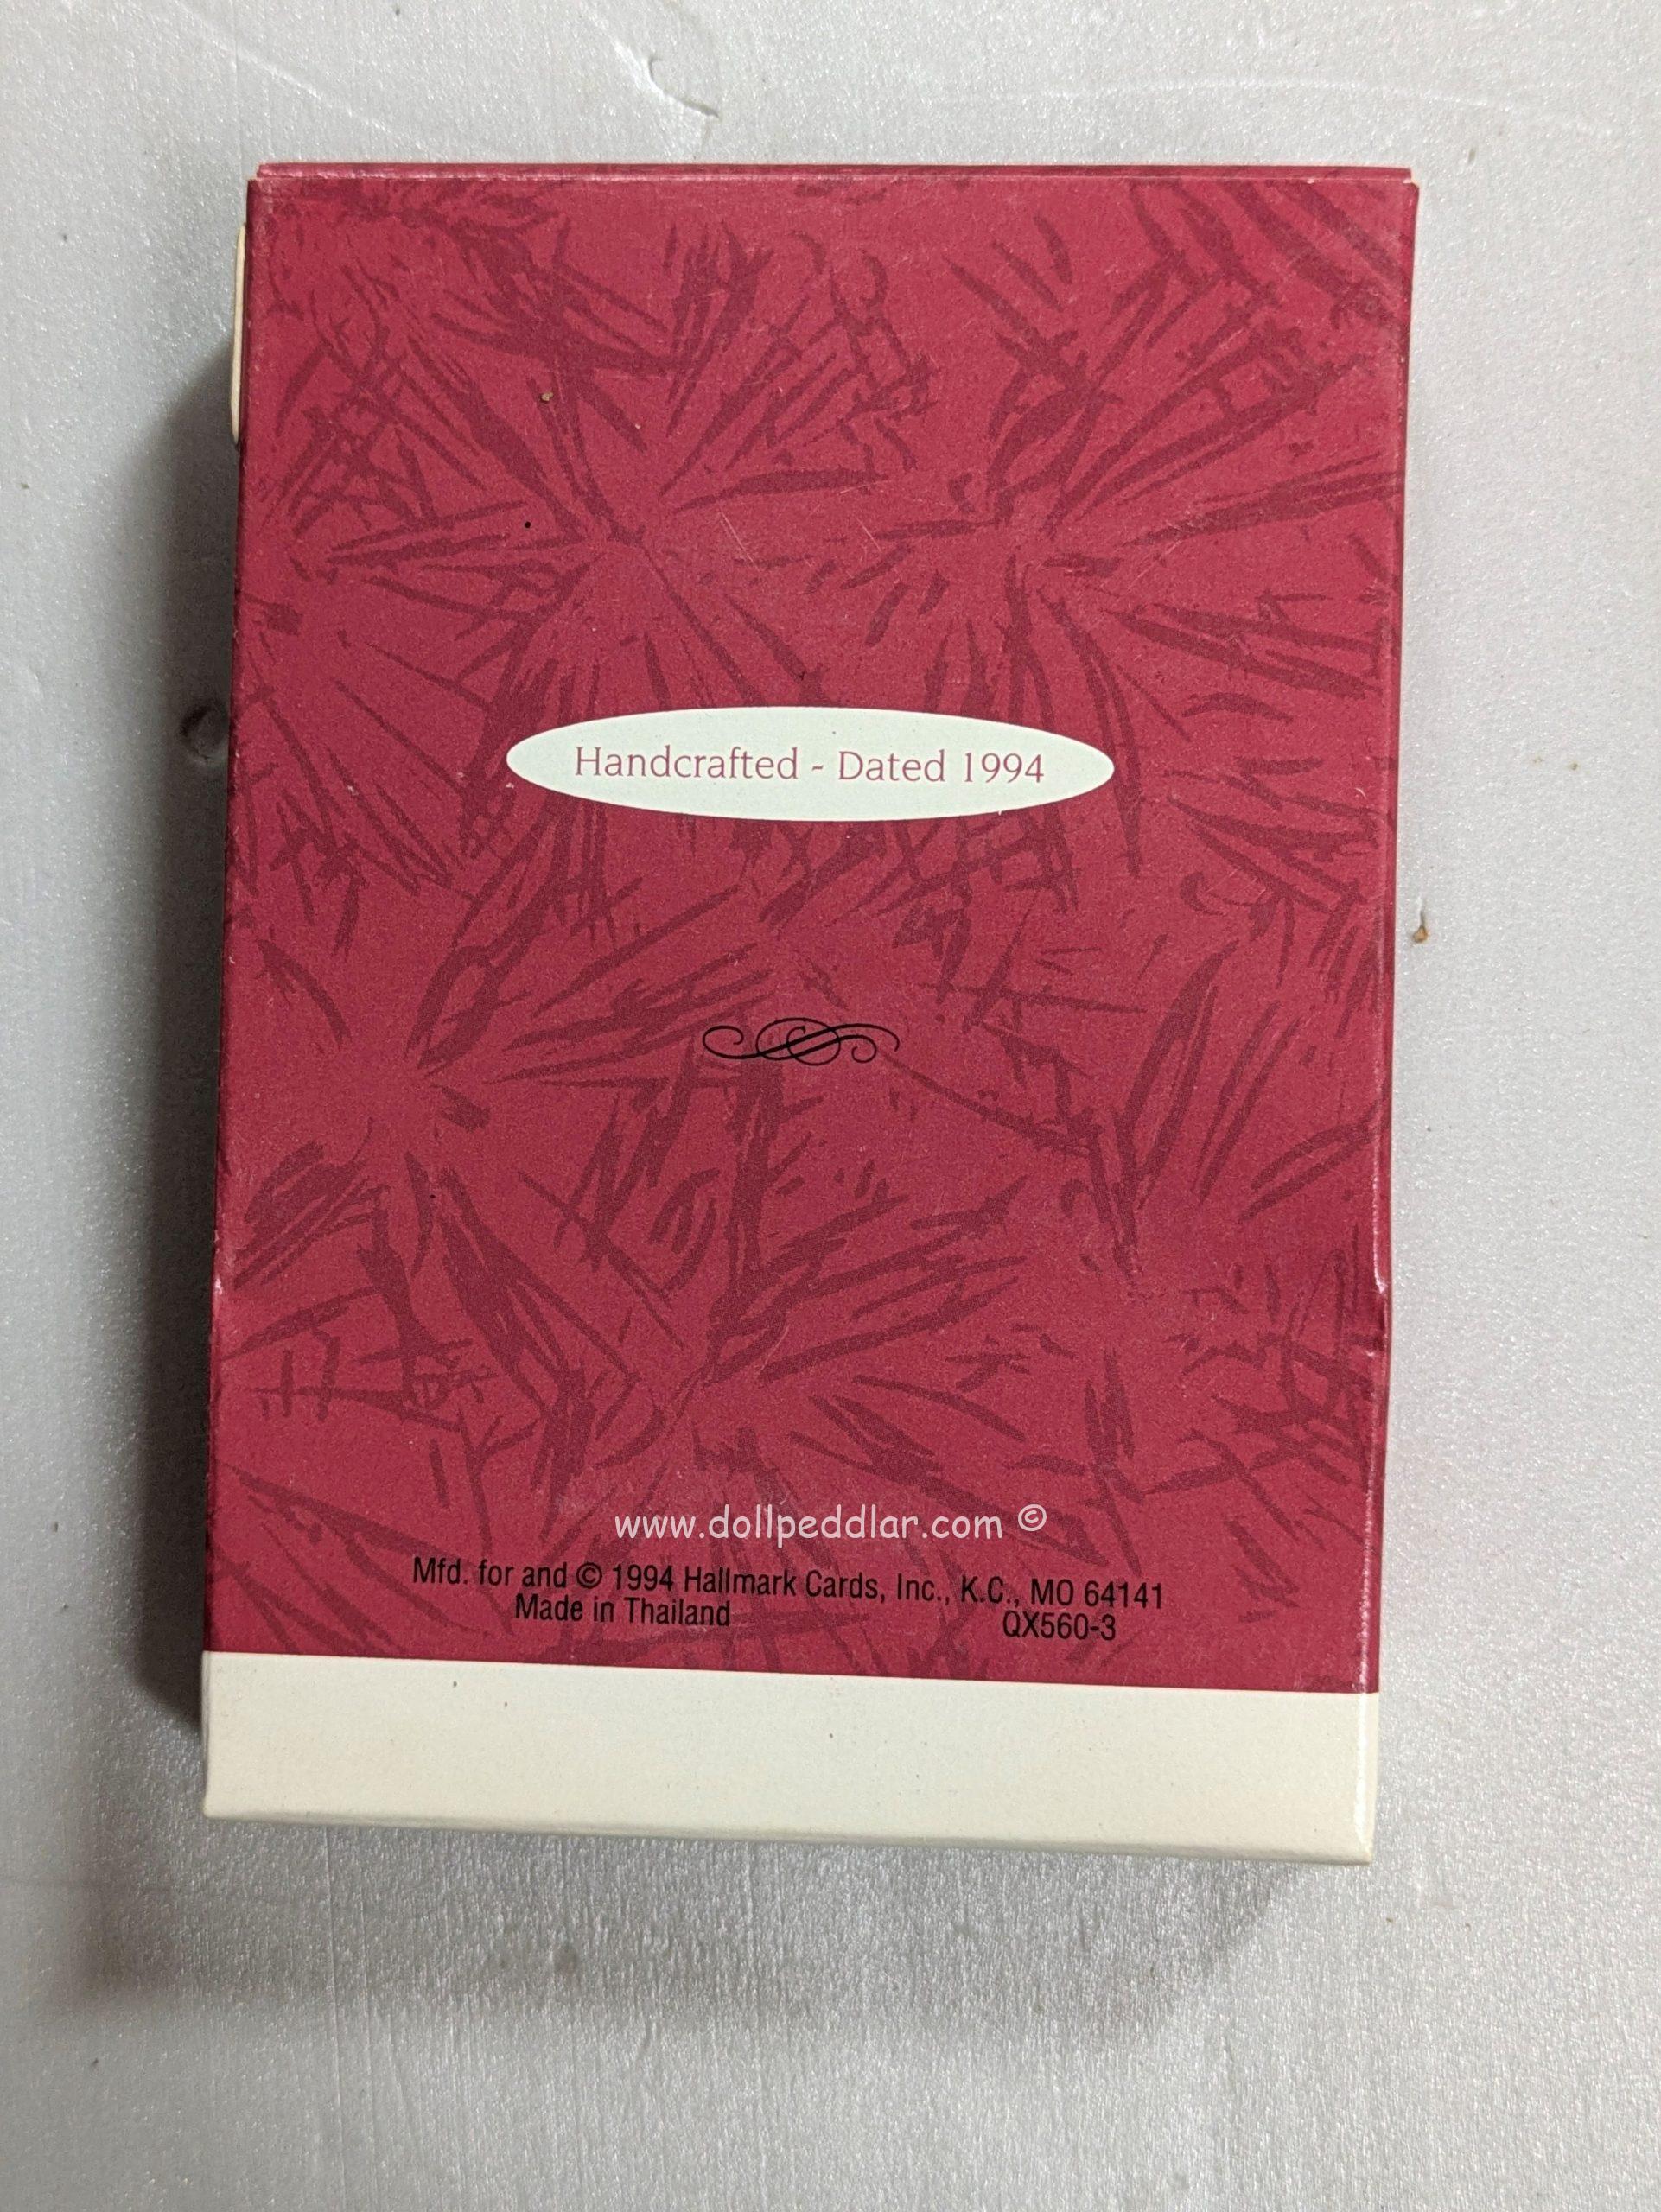 Handcrafted - Dated 1994
www.dollpeddlar.com ©
Mfd. for and © 1994 Hallmark Cards, Inc., K.C., MO 64141
Made in Thailand QX560-3